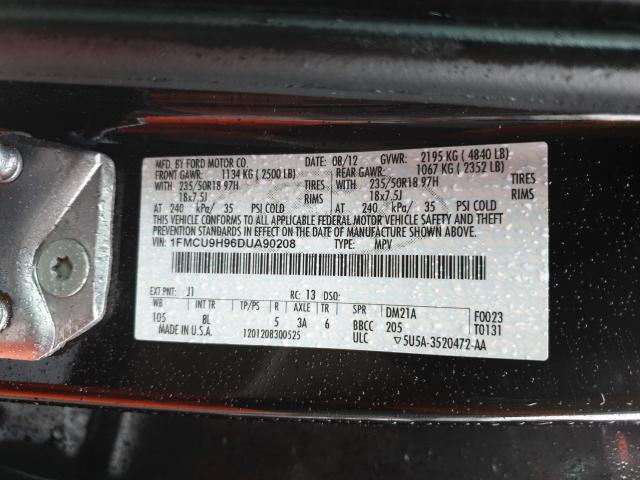 MFD. BY FORD MOTOR CO. 08/12 GVWR: 2195 KG ( 4840 LB)
FRONT GAWR: 1134 KG ( 2500 LB) REAR GAWR: 1067 KG ( 2352 LB)
WITH 235/50R18 97H TIRES WITH 235/50R18 97H TIRES
18x7.5J RIMS 18x7.5J RIMS
AT 240 kPa/ 35 PSI COLD AT 240 kPa/ 35 PSI COLD
THIS VEHICLE CONFORMS TO ALL APPLICABLE FEDERAL MOTOR VEHICLE SAFETY AND THEFT
PREVENTION STANDARDS IN EFFECT ON THE DATE OF MANUFACTURE SHOWN ABOVE.
VIN: 1FMCU9H96DUA90208 TYPE: MPV
EXT PNT: J1 RC: 13 DSO:
WB INT TR TP/PS R AXLE TR SPR DM21A F0023
105 8L 5 3A 6 BBCC 205 T0131
MADE IN U.S.A. 1201208300525 ULC ▽5U5A-3520472-AA